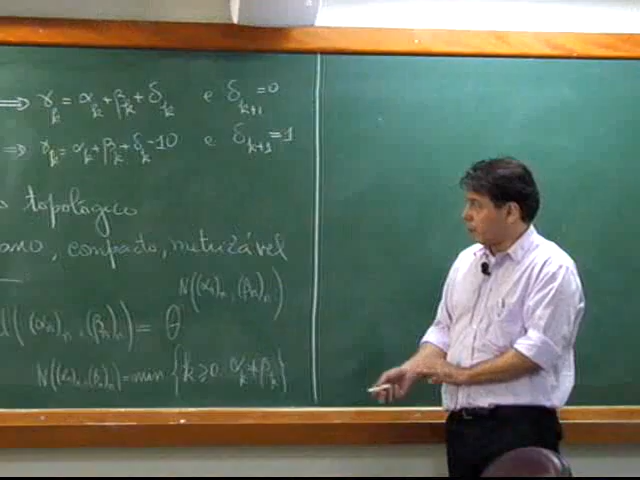 ⟹ γ_k = α_k + β_k + δ_k e δ_{k+1} = 0
⟹ γ_k = α_k + β_k + δ_k - 10 e δ_{k+1} = 1
topológico
, compacto, metrizável
N((α_n)_n, (β_n)_n)
d((α_n)_n, (β_n)_n) = θ
N((α_n)_n, (β_n)_n) = min {k ⩾ 0: α_k ≠ β_k}